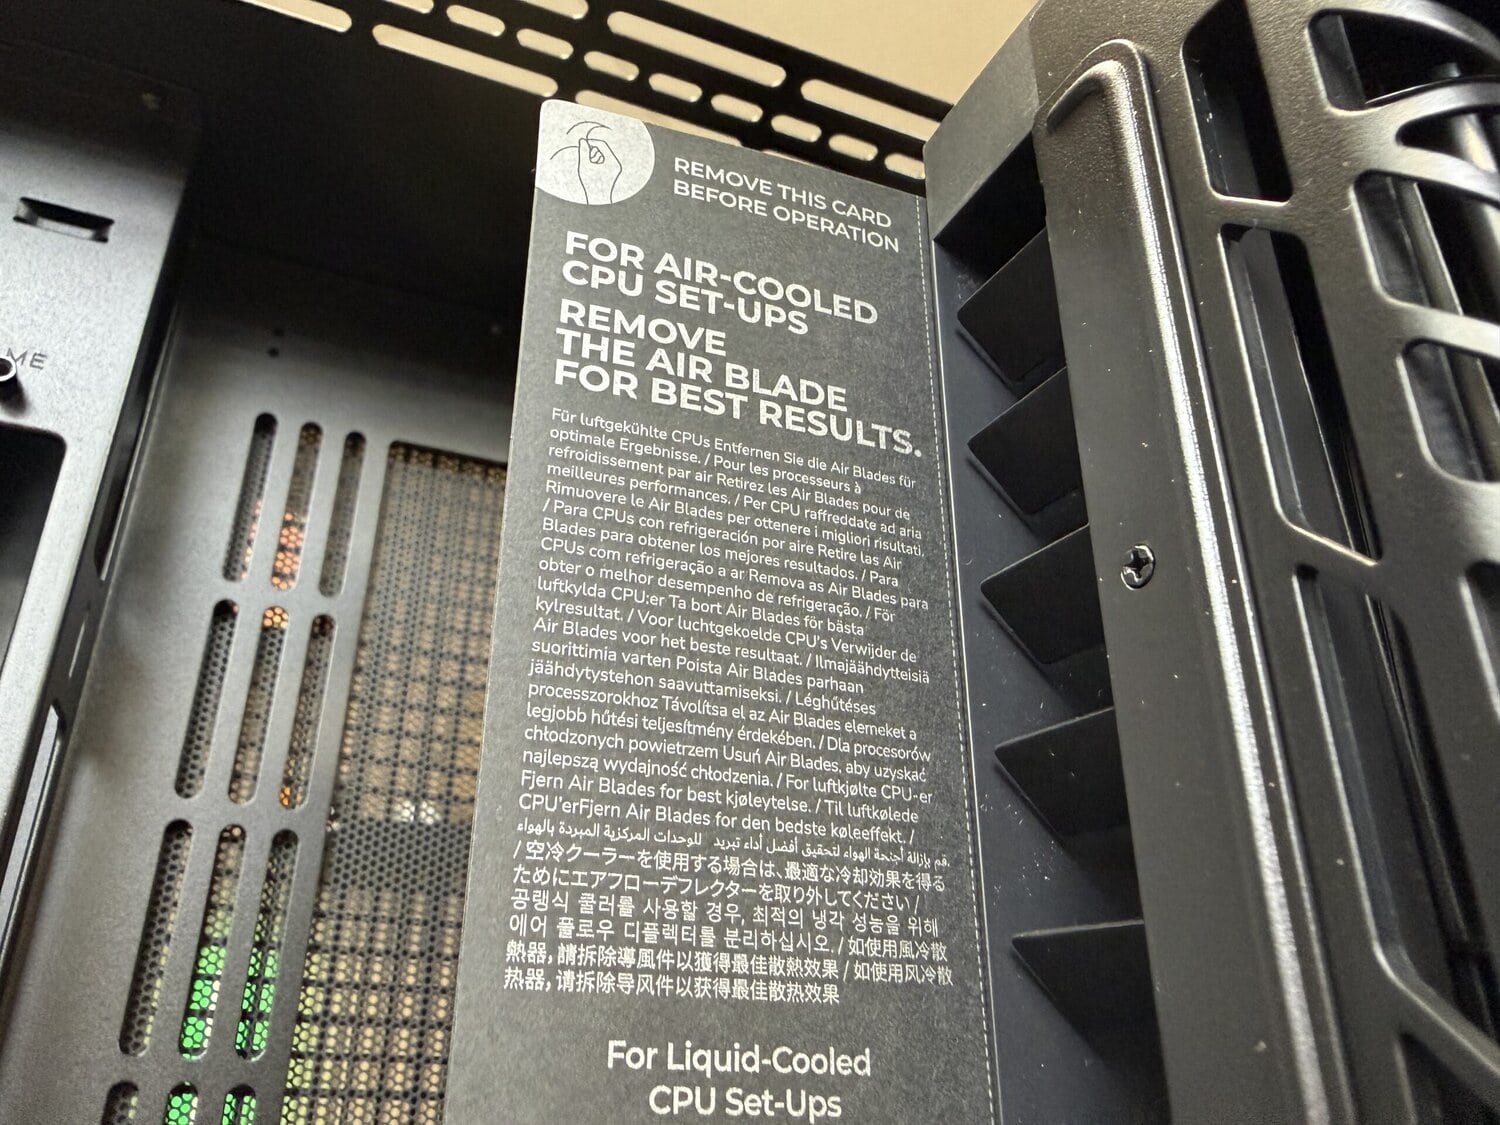 ME
REMOVE THIS CARD
BEFORE OPERATION
FOR AIR-COOLED
CPU SET-UPS
REMOVE
THE AIR BLADE
FOR BEST RESULTS.
Für luftgekühlte CPUs Entfernen Sie die Air Blades für
optimale Ergebnisse. / Pour les processeurs à
refroidissement par air Retirez les Air Blades pour de
meilleures performances. / Per CPU raffreddate ad aria
Rimuovere le Air Blades per ottenere i migliori risultati.
/ Para CPUs con refrigeración por aire Retire las Air
Blades para obtener los mejores resultados. / Para
CPUs com refrigeração a ar Remova as Air Blades para
obter o melhor desempenho de refrigeração. / För
luftkylda CPU:er Ta bort Air Blades för bästa
kylresultat. / Voor luchtgekoelde CPU's Verwijder de
Air Blades voor het beste resultaat. / Ilmajäähdytteisiä
suorittimia varten Poista Air Blades parhaan
jäähdytystehon saavuttamiseksi. / Léghűtéses
processzorokhoz Távolítsa el az Air Blades elemeket a
legjobb hűtési teljesítmény érdekében. / Dla procesorów
chłodzonych powietrzem Usuń Air Blades, aby uzyskać
najlepszą wydajność chłodzenia. / For luftkjølte CPU-er
Fjern Air Blades for best kjøleytelse. / Til luftkølede
CPU'erFjern Air Blades for den bedste køleeffekt. /
قم بإزالة أجنحة الهواء لتحقيق أفضل أداء تبريد للوحدات المركزية المبردة بالهواء.
/ 空冷クーラーを使用する場合は、最適な冷却効果を得る
ためにエアフローデフレクターを取り外してください /
공랭식 쿨러를 사용할 경우, 최적의 냉각 성능을 위해
에어 플로우 디플렉터를 분리하십시오. / 如使用風冷散
熱器, 請拆除導風件以獲得最佳散熱效果 / 如使用风冷散
热器, 请拆除导风件以获得最佳散热效果
For Liquid-Cooled
CPU Set-Ups